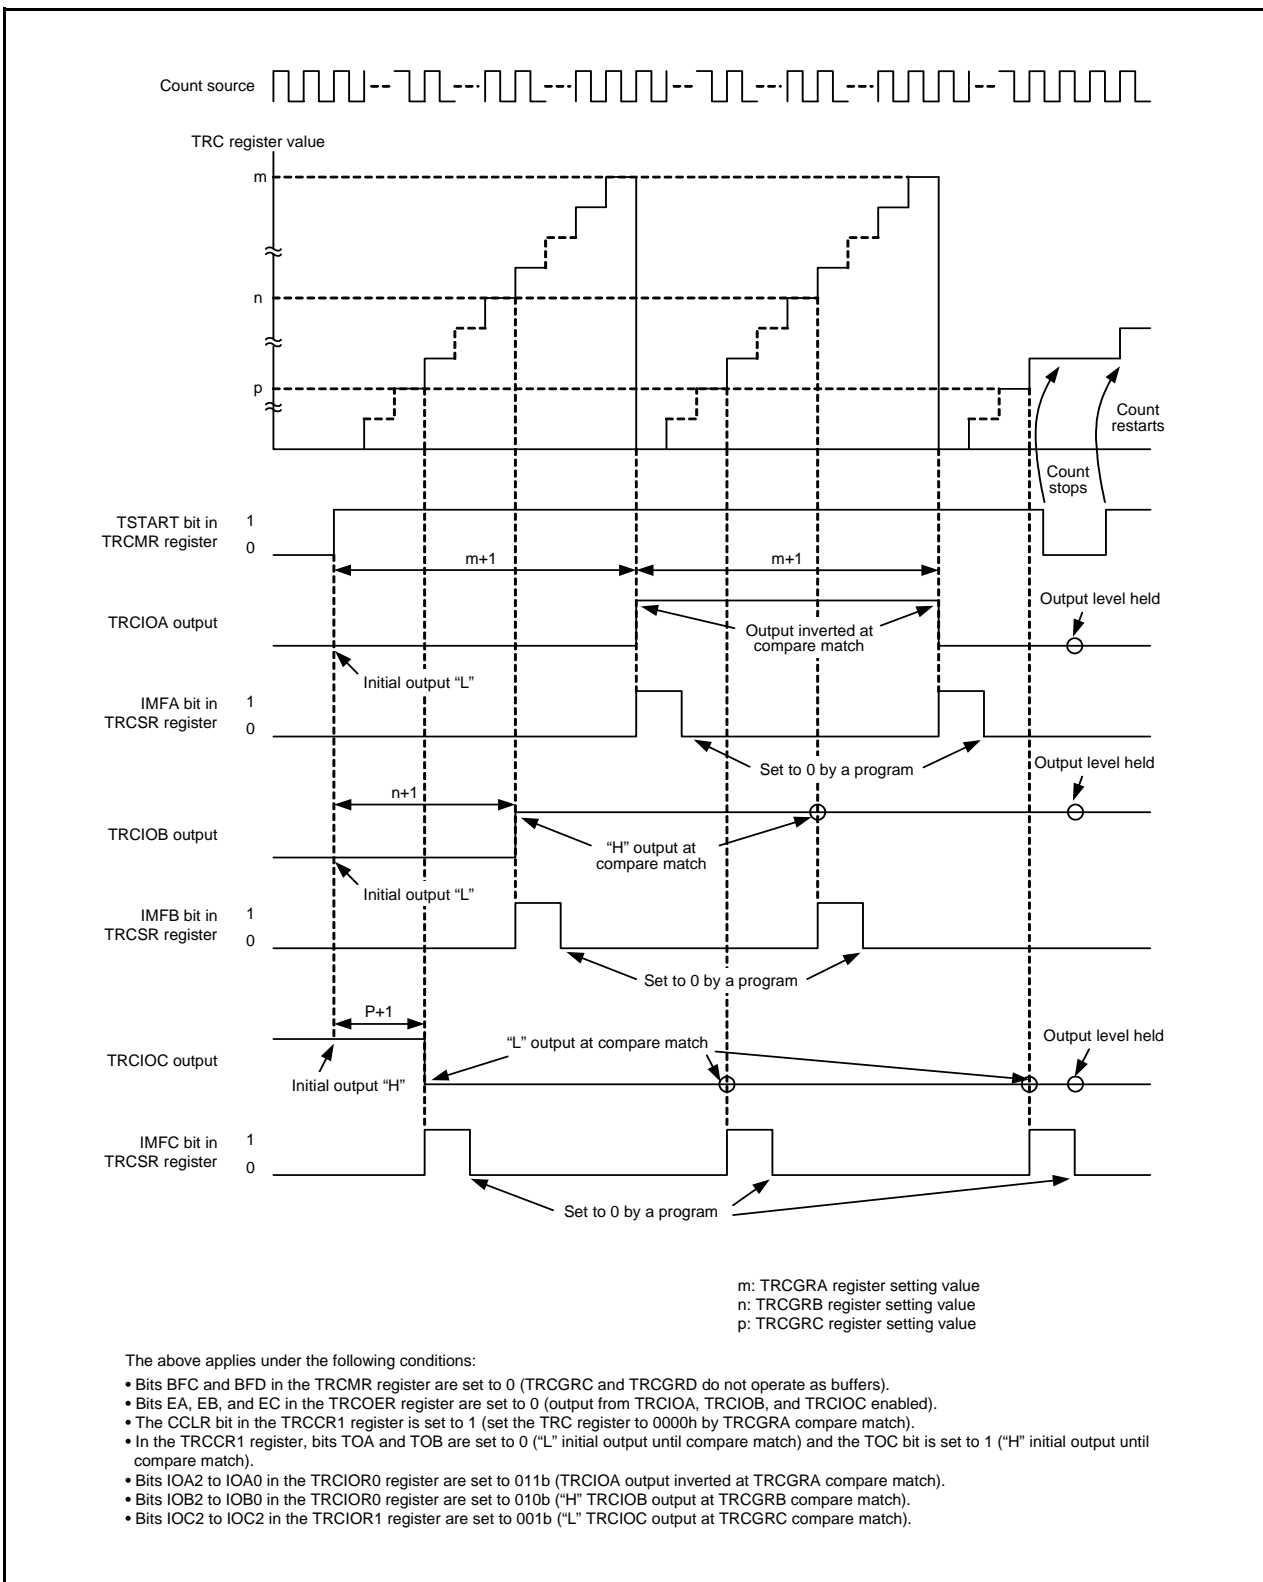 Count source
TRC register value
m
n
p
Count
restarts
Count
stops
TSTART bit in
TRCMR register
1
0
m+1
m+1
TRCIOA output
Output level held
Output inverted at
compare match
Initial output “L”
IMFA bit in
TRCSR register
1
0
Set to 0 by a program
Output level held
n+1
TRCIOB output
“H” output at
compare match
Initial output “L”
IMFB bit in
TRCSR register
1
0
Set to 0 by a program
P+1
TRCIOC output
“L” output at compare match
Output level held
Initial output “H”
IMFC bit in
TRCSR register
1
0
Set to 0 by a program
m: TRCGRA register setting value
n: TRCGRB register setting value
p: TRCGRC register setting value
The above applies under the following conditions:
• Bits BFC and BFD in the TRCMR register are set to 0 (TRCGRC and TRCGRD do not operate as buffers).
• Bits EA, EB, and EC in the TRCOER register are set to 0 (output from TRCIOA, TRCIOB, and TRCIOC enabled).
• The CCLR bit in the TRCCR1 register is set to 1 (set the TRC register to 0000h by TRCGRA compare match).
• In the TRCCR1 register, bits TOA and TOB are set to 0 (“L” initial output until compare match) and the TOC bit is set to 1 (“H” initial output until
compare match).
• Bits IOA2 to IOA0 in the TRCIOR0 register are set to 011b (TRCIOA output inverted at TRCGRA compare match).
• Bits IOB2 to IOB0 in the TRCIOR0 register are set to 010b (“H” TRCIOB output at TRCGRB compare match).
• Bits IOC2 to IOC2 in the TRCIOR1 register are set to 001b (“L” TRCIOC output at TRCGRC compare match).